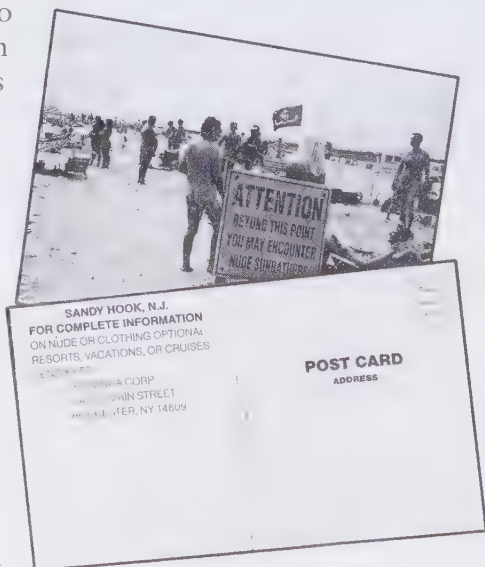 o
n
s
ATTENTION
BEYOND THIS POINT
YOU MAY ENCOUNTER
NUDE SUNBATHERS
SANDY HOOK, N.J.
FOR COMPLETE INFORMATION
ON NUDE OR CLOTHING OPTIONAL
RESORTS, VACATIONS, OR CRUISES
CORP
STREET
NY 14609
POST CARD
ADDRESS